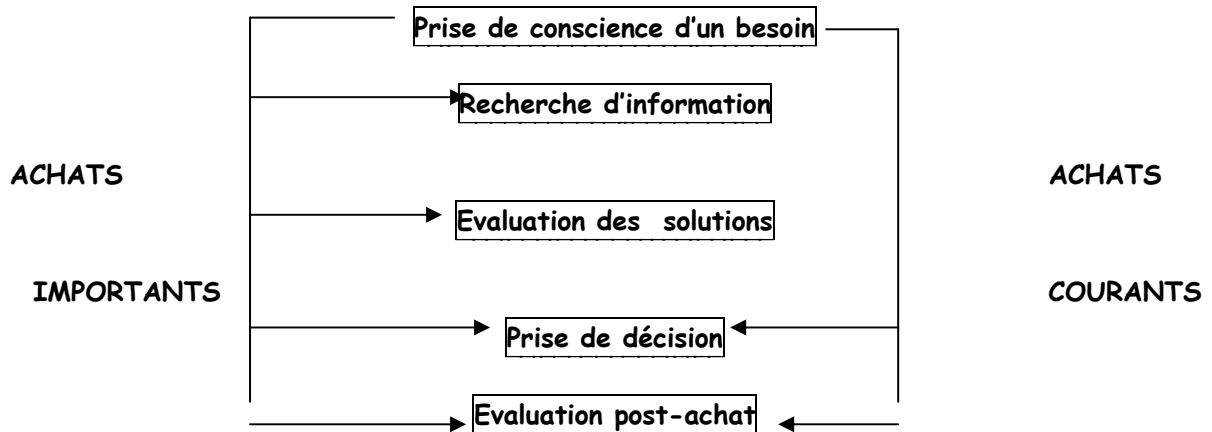 Prise de conscience d'un besoin
Recherche d'information
ACHATS
ACHATS
Evaluation des solutions
IMPORTANTS
COURANTS
Prise de décision
Evaluation post-achat